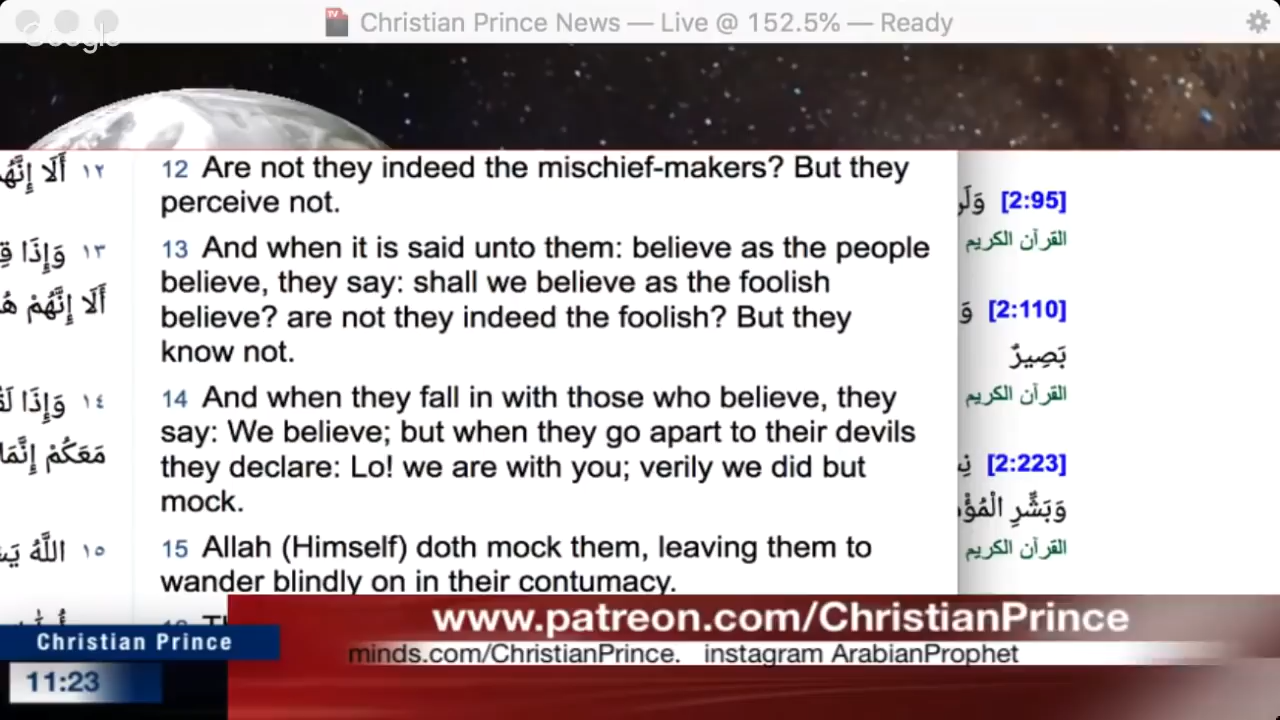 Christian Prince News — Live @ 152.5% — Ready
Google
١٢ أَلَا
12 Are not they indeed the mischief-makers? But they
perceive not.
١٣ وَإِذَا
أَلَا إِنَّهُمْ
13 And when it is said unto them: believe as the people
believe, they say: shall we believe as the foolish
believe? are not they indeed the foolish? But they
know not.
١٤ وَإِذَا
مَعَكُمْ إِنَّمَا
14 And when they fall in with those who believe, they
say: We believe; but when they go apart to their devils
they declare: Lo! we are with you; verily we did but
mock.
١٥ اللَّهُ
15 Allah (Himself) doth mock them, leaving them to
wander blindly on in their contumacy.
[2:95]
القرآن الكريم
[2:110]
بَصِيرٌ
القرآن الكريم
[2:223]
وَبَشِّرِ
القرآن الكريم
www.patreon.com/ChristianPrince
Christian Prince
minds.com/ChristianPrince. instagram ArabianProphet
11:23